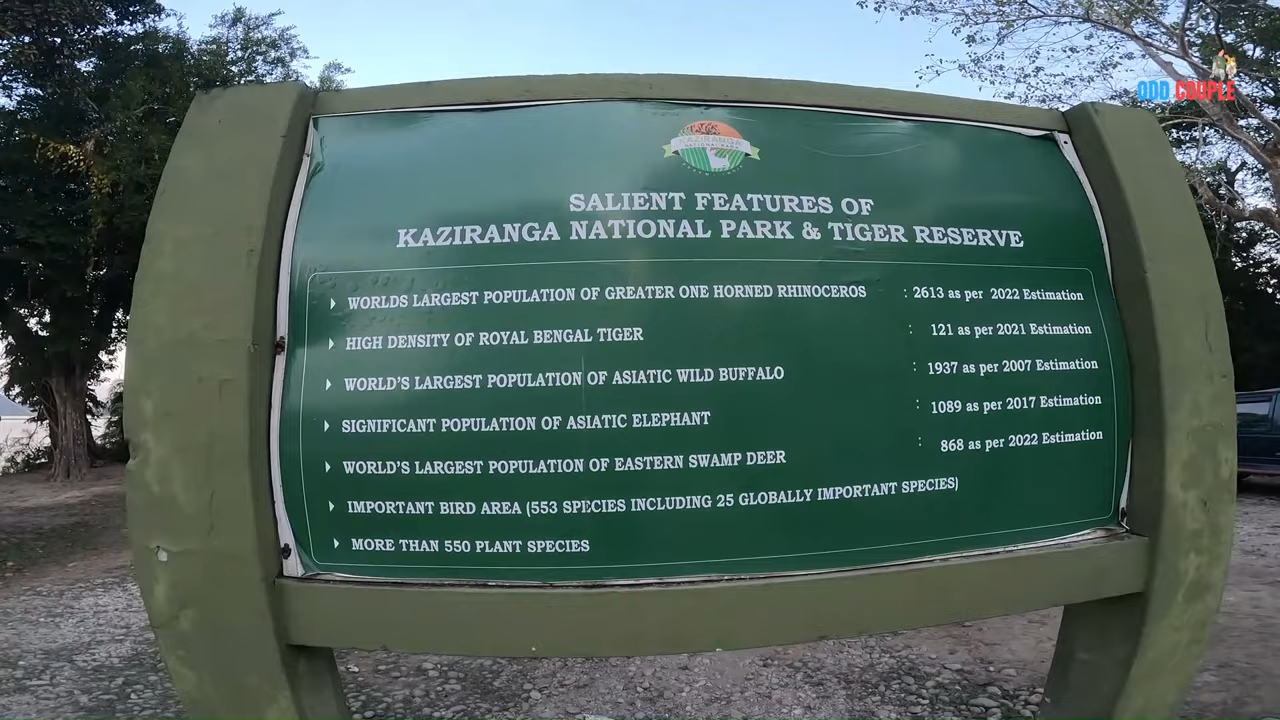 ODD COUPLE
KAZIRANGA
SALIENT FEATURES OF
KAZIRANGA NATIONAL PARK & TIGER RESERVE
WORLDS LARGEST POPULATION OF GREATER ONE HORNED RHINOCEROS : 2613 as per 2022 Estimation
HIGH DENSITY OF ROYAL BENGAL TIGER : 121 as per 2021 Estimation
WORLD'S LARGEST POPULATION OF ASIATIC WILD BUFFALO : 1937 as per 2007 Estimation
SIGNIFICANT POPULATION OF ASIATIC ELEPHANT : 1089 as per 2017 Estimation
WORLD'S LARGEST POPULATION OF EASTERN SWAMP DEER : 868 as per 2022 Estimation
IMPORTANT BIRD AREA (553 SPECIES INCLUDING 25 GLOBALLY IMPORTANT SPECIES)
MORE THAN 550 PLANT SPECIES